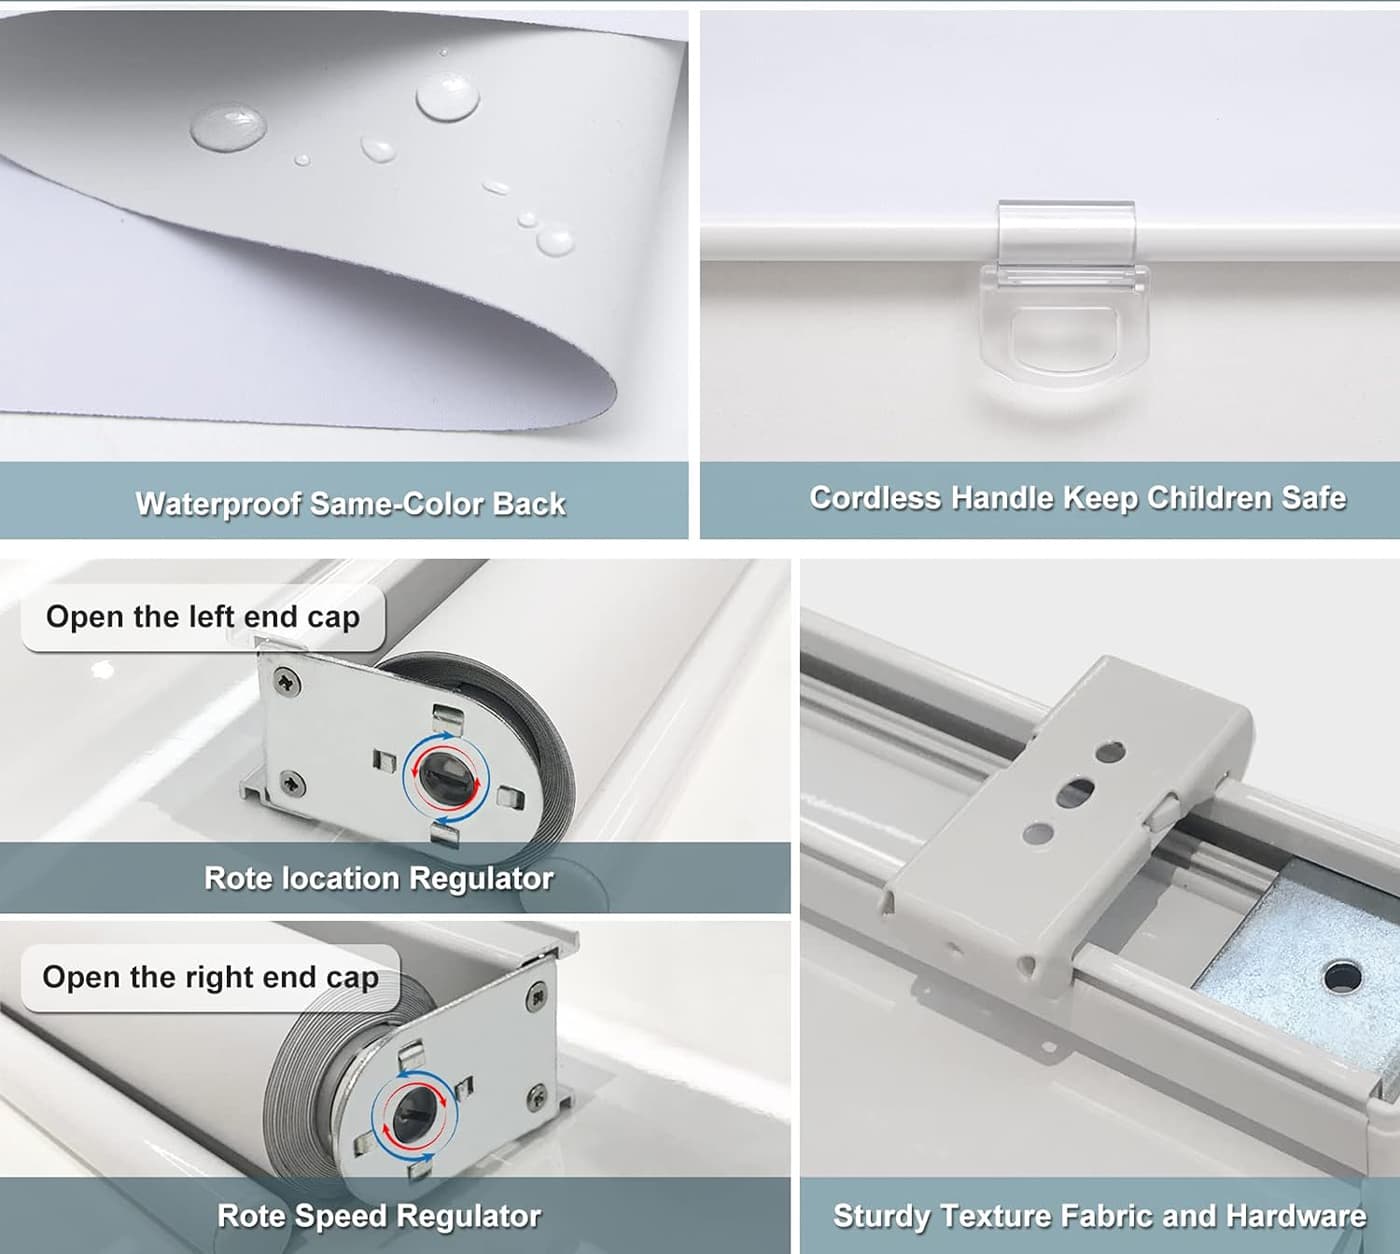 Waterproof Same-Color Back
Cordless Handle Keep Children Safe
Open the left end cap
Rote location Regulator
Open the right end cap
Rote Speed Regulator
Sturdy Texture Fabric and Hardware